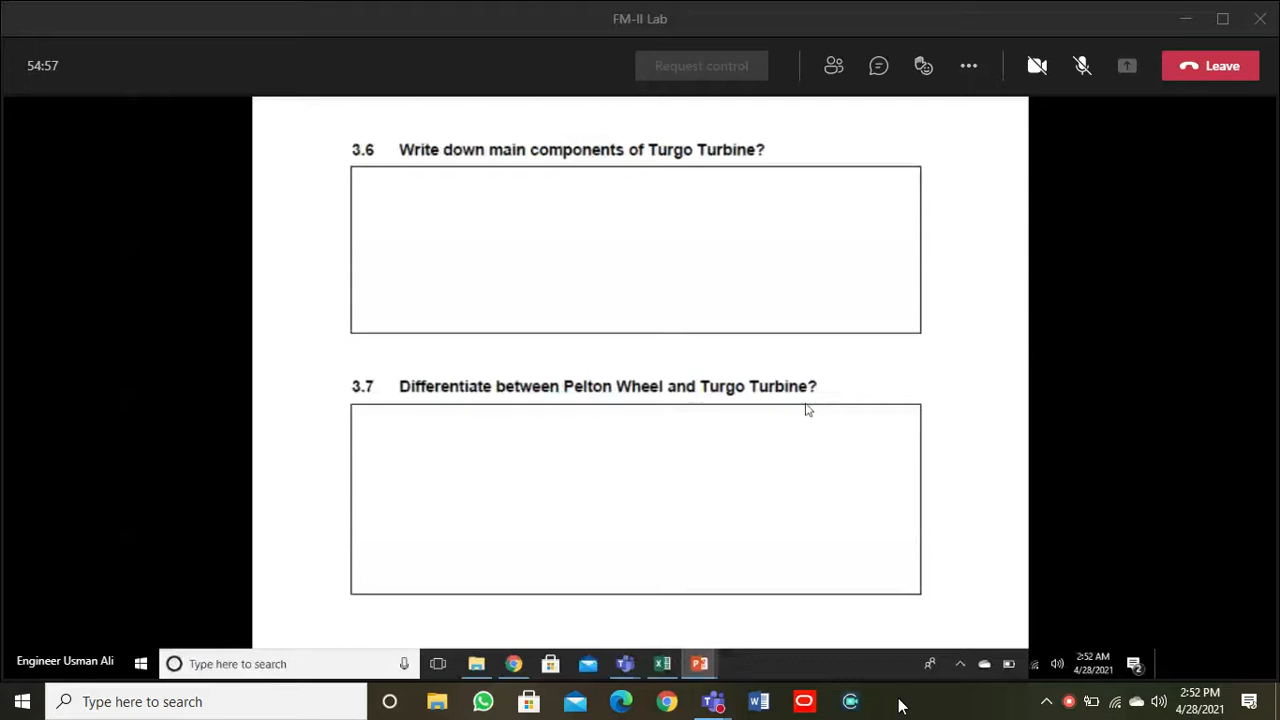 FM-II Lab
54:57
Request control
Leave
3.6 Write down main components of Turgo Turbine?
3.7 Differentiate between Pelton Wheel and Turgo Turbine?
Engineer Usman Ali
Type here to search
2:52 AM
4/28/2021
2
Type here to search
2:52 PM
4/28/2021